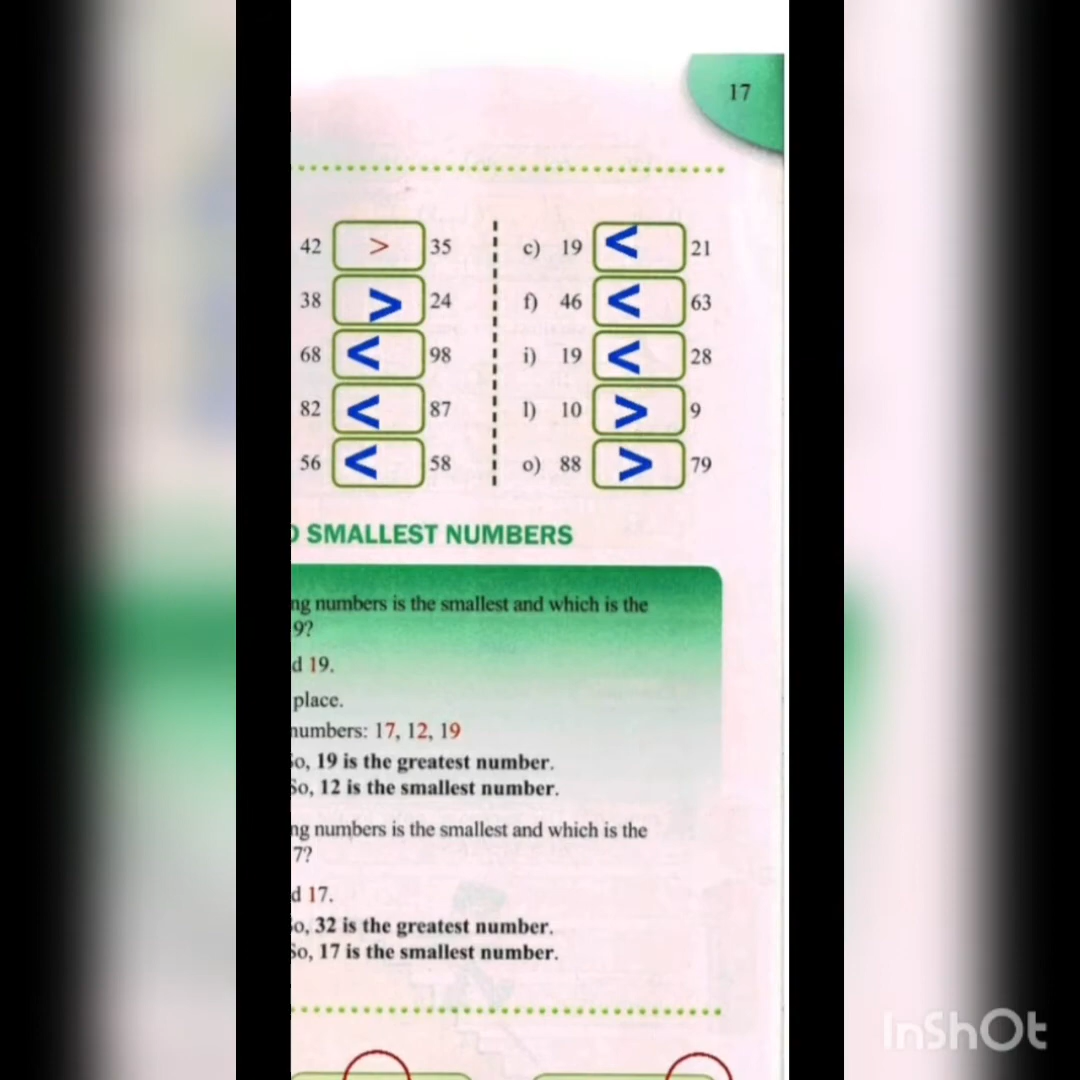 17
42 > 35 c) 19 < 21
38 > 24 f) 46 < 63
68 < 98 i) 19 < 28
82 < 87 l) 10 > 9
56 < 58 o) 88 > 79
SMALLEST NUMBERS
numbers is the smallest and which is the
9?
19.
place.
numbers: 17, 12, 19
So, 19 is the greatest number.
So, 12 is the smallest number.
numbers is the smallest and which is the
7?
17.
So, 32 is the greatest number.
So, 17 is the smallest number.
InShOt